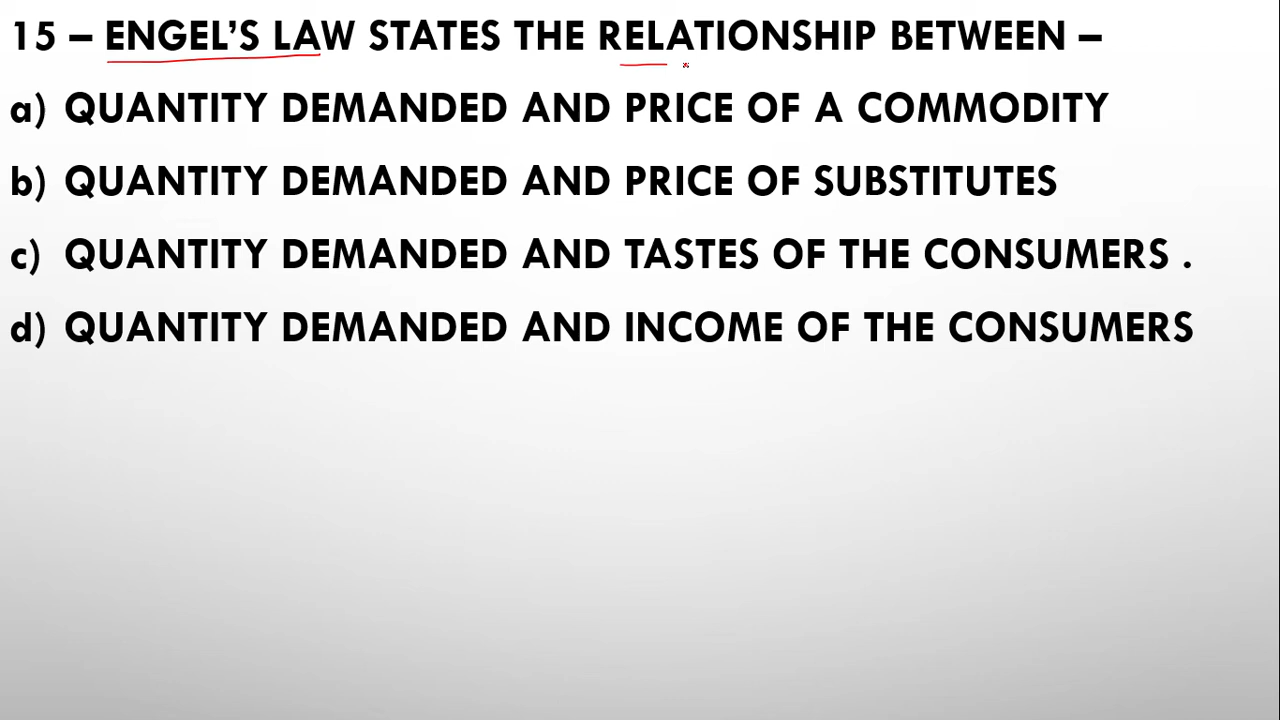 15 – ENGEL’S LAW STATES THE RELATIONSHIP BETWEEN –
a) QUANTITY DEMANDED AND PRICE OF A COMMODITY
b) QUANTITY DEMANDED AND PRICE OF SUBSTITUTES
c) QUANTITY DEMANDED AND TASTES OF THE CONSUMERS .
d) QUANTITY DEMANDED AND INCOME OF THE CONSUMERS